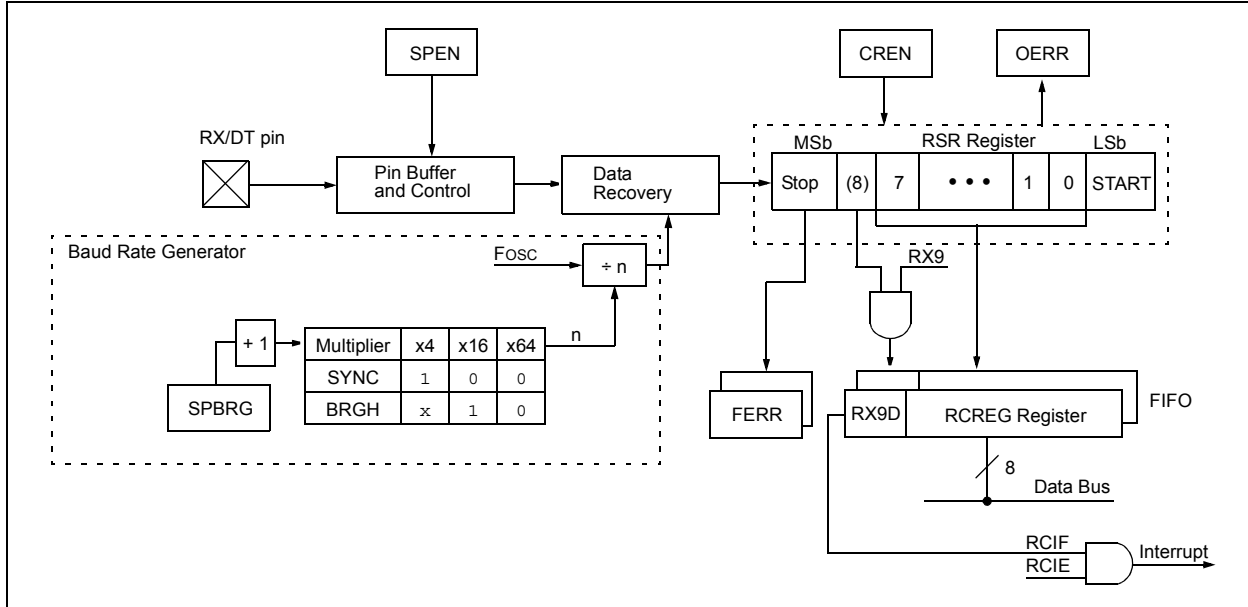 SPEN
CREN
OERR
RX/DT pin
MSb
RSR Register
LSb
Pin Buffer
and Control
Data
Recovery
Stop
(8)
7
• • •
1
0
START
Baud Rate Generator
FOSC
÷ n
RX9
n
+ 1
Multiplier x4 x16 x64
SYNC 1 0 0
BRGH x 1 0
SPBRG
FERR
RX9D
RCREG Register
FIFO
8
Data Bus
RCIF
RCIE
Interrupt